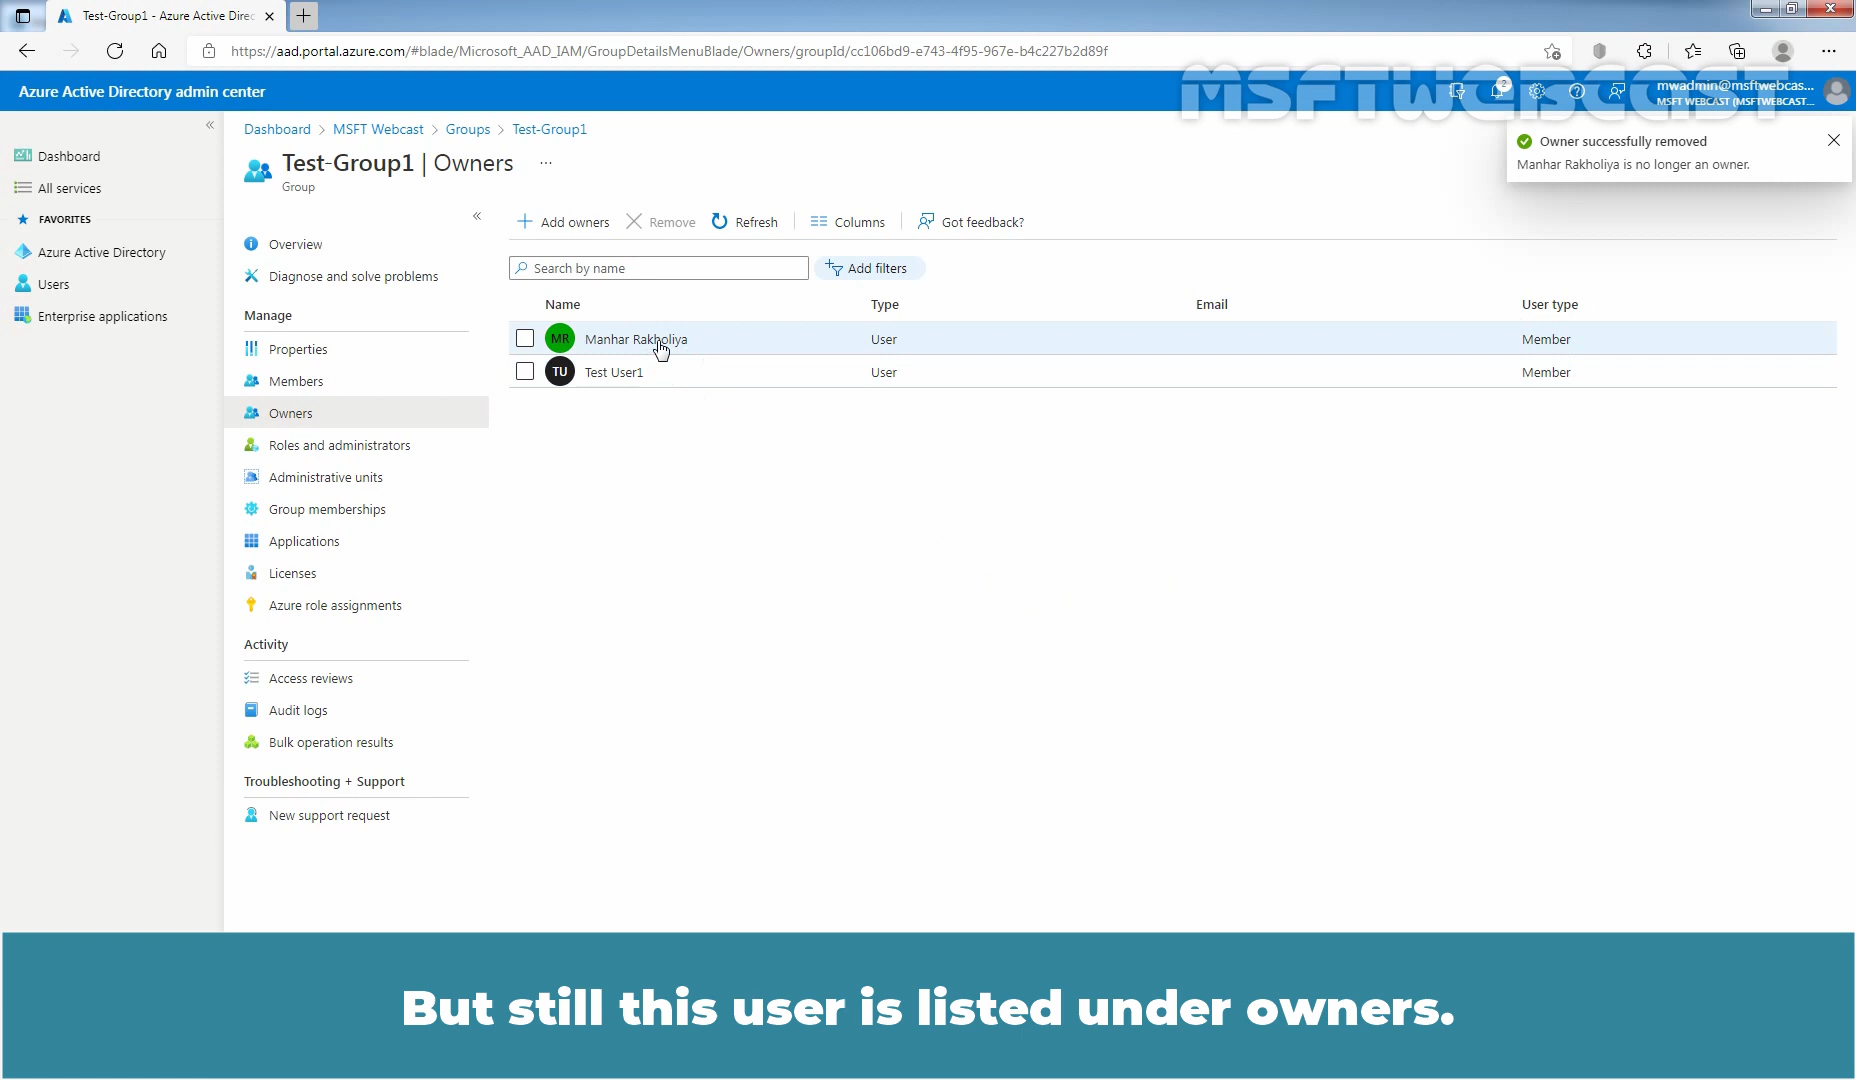 Test-Group1 - Azure Active Direc
https://aad.portal.azure.com/#blade/Microsoft_AAD_IAM/GroupDetailsMenuBlade/Owners/groupId/cc106bd9-e743-4f95-967e-b4c227b2d89f
MSFTWEBCAST
Azure Active Directory admin center
2
mwadmin@msftwebcas...
MSFT WEBCAST (MSFTWEBCAST....
Dashboard
All services
FAVORITES
Azure Active Directory
Users
Enterprise applications
Dashboard > MSFT Webcast > Groups > Test-Group1
Test-Group1 | Owners ...
Group
Owner successfully removed
Manhar Rakholiya is no longer an owner.
Overview
Diagnose and solve problems
Manage
Properties
Members
Owners
Roles and administrators
Administrative units
Group memberships
Applications
Licenses
Azure role assignments
Activity
Access reviews
Audit logs
Bulk operation results
Troubleshooting + Support
New support request
Add owners Remove Refresh Columns Got feedback?
Search by name Add filters
Name Type Email User type
MR Manhar Rakholiya User Member
TU Test User1 User Member
But still this user is listed under owners.